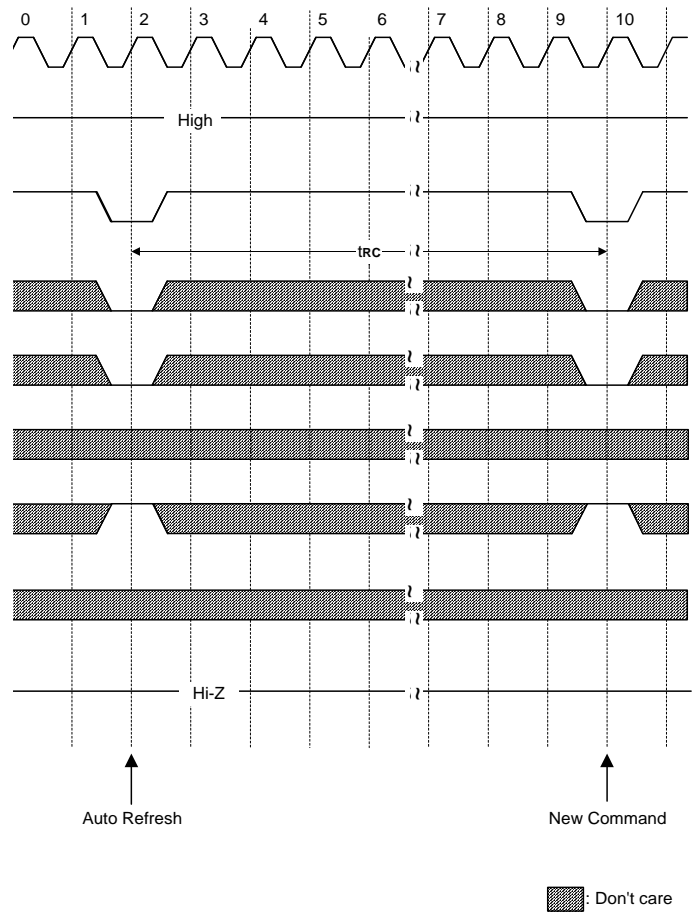 0 1 2 3 4 5 6 7 8 9 10
High
tRC
Hi-Z
Auto Refresh New Command
: Don't care